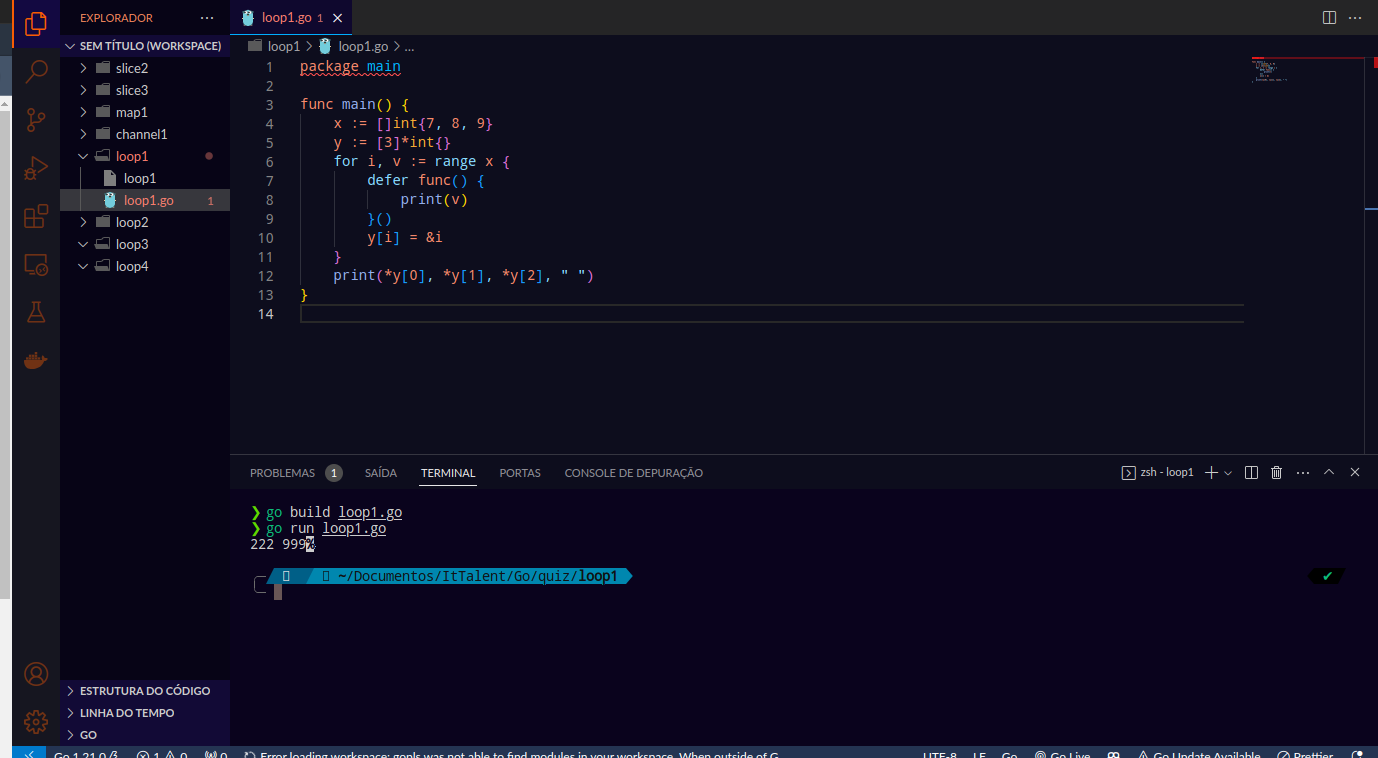 EXPLORADOR
SEM TÍTULO (WORKSPACE)
slice2
slice3
map1
channel1
loop1
loop1
loop1.go 1
loop2
loop3
loop4
ESTRUTURA DO CÓDIGO
LINHA DO TEMPO
GO
loop1.go 1
loop1 > loop1.go > ...
1 package main
2
3 func main() {
4 x := []int{7, 8, 9}
5 y := [3]*int{}
6 for i, v := range x {
7 defer func() {
8 print(v)
9 }()
10 y[i] = &i
11 }
12 print(*y[0], *y[1], *y[2], " ")
13 }
14
PROBLEMAS 1 SAÍDA TERMINAL PORTAS CONSOLE DE DEPURAÇÃO zsh - loop1
❯ go build loop1.go
❯ go run loop1.go
222 999%
~/Documentos/ItTalent/Go/quiz/loop1 ✔
Go 1.21.0 1 0 0 Error loading workspace: gopls was not able to find modules in your workspace. When outside of G UTF-8 LF Go Go Live Go Update Available Prettier